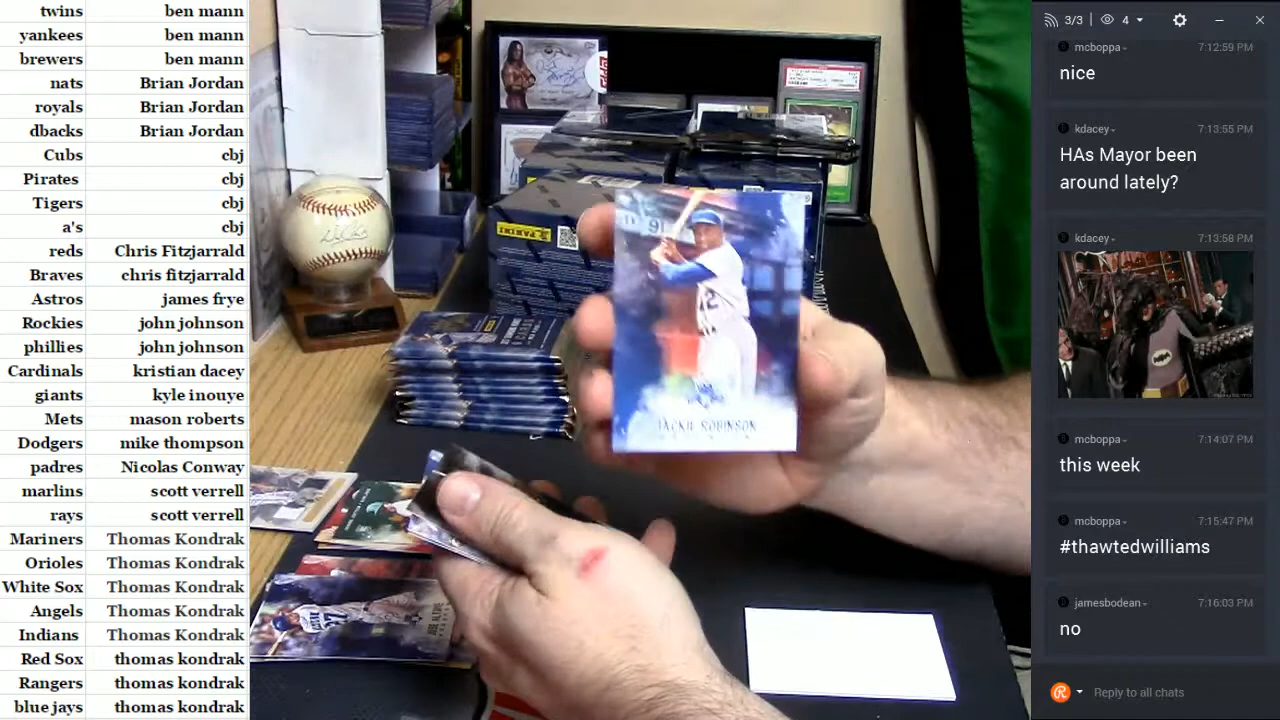 twins ben mann
yankees ben mann
brewers ben mann
nats Brian Jordan
royals Brian Jordan
dbacks Brian Jordan
Cubs cbj
Pirates cbj
Tigers cbj
a's cbj
reds Chris Fitzjarrald
Braves chris fitzjarrald
Astros james frye
Rockies john johnson
phillies john johnson
Cardinals kristian dacey
giants kyle inouye
Mets mason roberts
Dodgers mike thompson
padres Nicolas Conway
marlins scott verrell
rays scott verrell
Mariners Thomas Kondrak
Orioles Thomas Kondrak
White Sox Thomas Kondrak
Angels Thomas Kondrak
Indians Thomas Kondrak
Red Sox thomas kondrak
Rangers thomas kondrak
blue jays thomas kondrak
PANINI
JACKIE ROBINSON
42
JOSE ALTUVE
27
3/3 4
mcboppa 7:12:59 PM
nice
kdacey 7:13:55 PM
HAs Mayor been
around lately?
kdacey 7:13:58 PM
mcboppa 7:14:07 PM
this week
mcboppa 7:15:47 PM
#thawtedwilliams
jamesbodean 7:16:03 PM
no
Reply to all chats